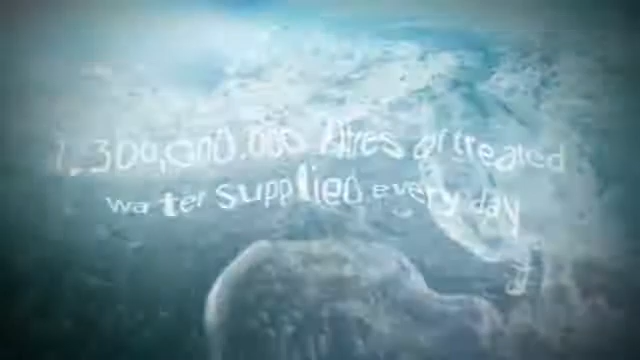 1,300,000,000 litres of treated
water supplied every day